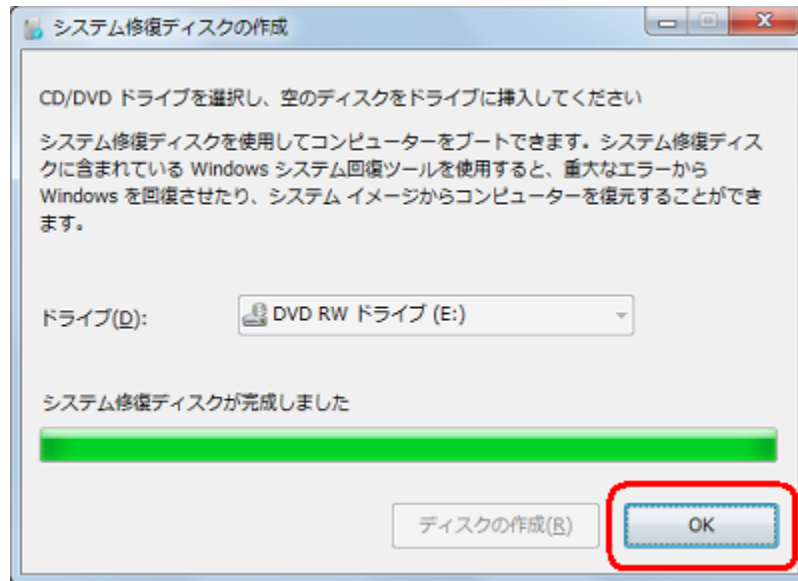 システム修復ディスクの作成
CD/DVD ドライブを選択し、空のディスクをドライブに挿入してください
システム修復ディスクを使用してコンピューターをブートできます。システム修復ディス
クに含まれている Windows システム回復ツールを使用すると、重大なエラーから
Windows を回復させたり、システム イメージからコンピューターを復元することができ
ます。
ドライブ(D): DVD RW ドライブ (E:)
システム修復ディスクが完成しました
ディスクの作成(R) OK